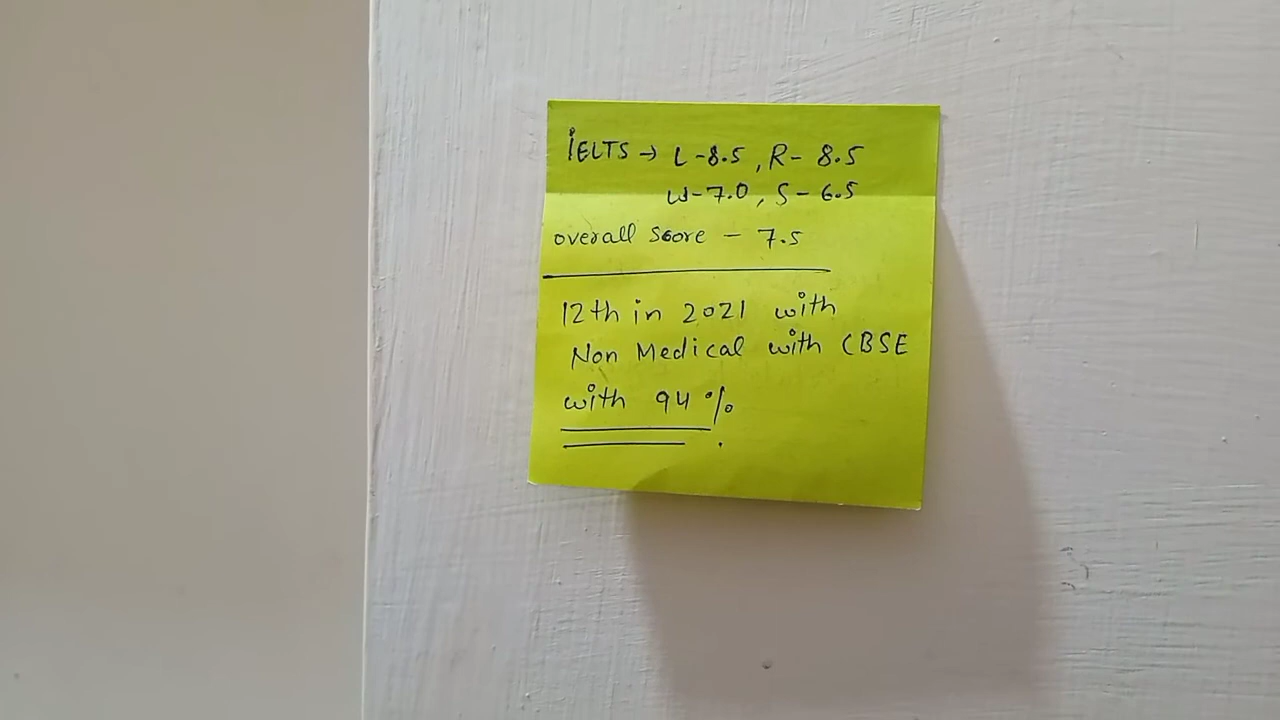 iELTS → L-8.5, R- 8.5
W-7.0, S- 6.5
overall score - 7.5
12th in 2021 with
Non Medical with CBSE
with 94%.